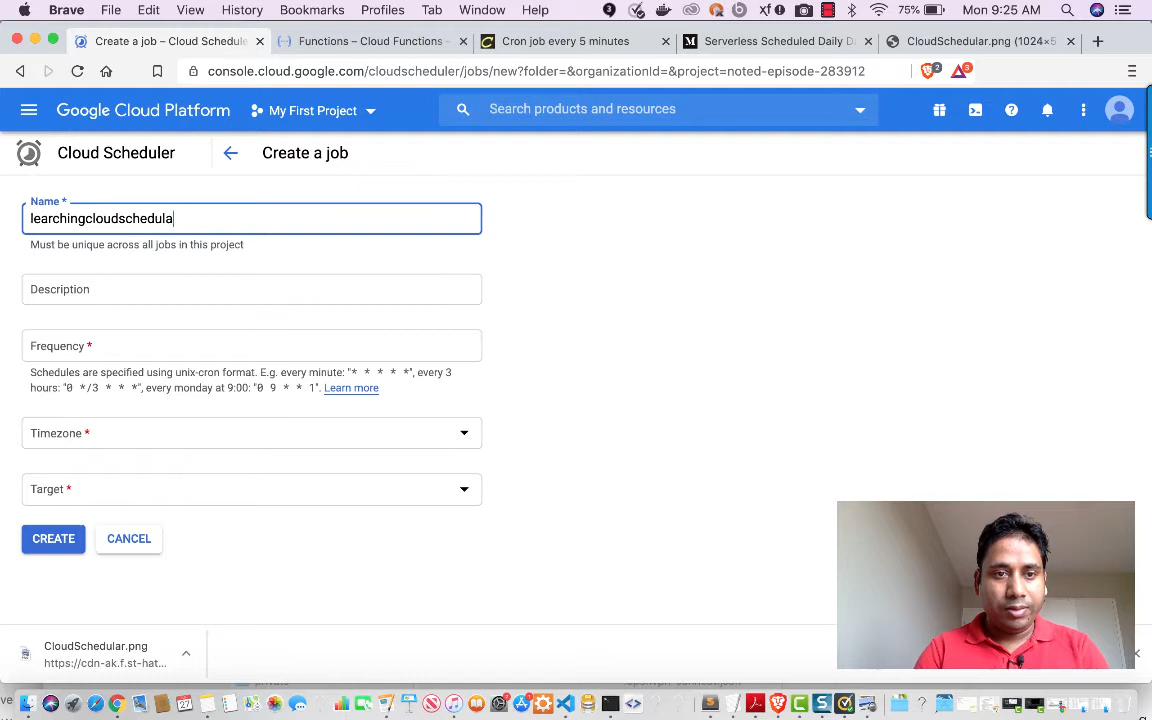 Brave File Edit View History Bookmarks Profiles Tab Window Help 75% Mon 9:25 AM
Create a job – Cloud Schedule Functions – Cloud Functions – Cron job every 5 minutes Serverless Scheduled Daily D CloudSchedular.png (1024×5
console.cloud.google.com/cloudscheduler/jobs/new?folder=&organizationId=&project=noted-episode-283912 2 3
Google Cloud Platform My First Project Search products and resources
Cloud Scheduler Create a job
Name *
learchingcloudschedula
Must be unique across all jobs in this project
Description
Frequency *
Schedules are specified using unix-cron format. E.g. every minute: "* * * * *", every 3
hours: "0 */3 * * *", every monday at 9:00: "0 9 * * 1". Learn more
Timezone *
Target *
CREATE CANCEL
CloudSchedular.png
https://cdn-ak.f.st-hat...